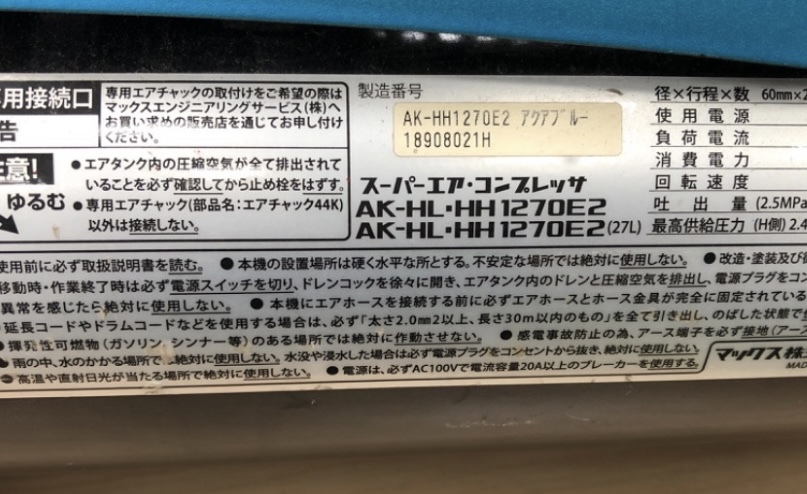 専用接続口
告
注意!
ゆるむ
専用エアチャックの取付けをご希望の際は
マックスエンジニアリングサービス(株)へ
お買い求めの販売店を通じてお申し付け
ください。
●エアタンク内の圧縮空気が全て排出されて
いることを必ず確認してから止め栓をはずす。
●専用エアチャック(部品名:エアチャック44K)
以外は接続しない。
製造番号
AK-HH1270E2 アクアブルー
18908021H
スーパーエア・コンプレッサ
AK-HL・HH1270E2
AK-HL・HH1270E2(27L)
径×行程×数 60mm×2
使用電源
負荷電流
消費電力
回転速度
吐出量 (2.5MPa
最高供給圧力 (H側) 2.4
使用前に必ず取扱説明書を読む。 ●本機の設置場所は硬く水平な所とする。不安定な場所では絶対に使用しない。 ●改造・塗装及び
移動時・作業終了時は必ず電源スイッチを切り、ドレンコックを徐々に開き、エアタンク内のドレンと圧縮空気を排出し、電源プラグをコン
異常を感じたら絶対に使用しない。 ●本機にエアホースを接続する前に必ずエアホースとホース金具が完全に固定されている
延長コードやドラムコードなどを使用する場合は、必ず「太さ2.0mm2以上、長さ30m以内のもの」を全て引き出し、のばした状態で使
●揮発性可燃物(ガソリン、シンナー等)のある場所では絶対に作動させない。 ●感電事故防止の為、アース端子を必ず接地(アー
●雨の中、水のかかる場所では絶対に使用しない。水没や浸水した場合は必ず電源プラグをコンセントから抜き、絶対に使用しない。
●高温や直射日光が当たる場所で絶対に使用しない。 ●電源は、必ずAC100Vで電流容量20A以上のブレーカーを使用する。
マックス株
MAD